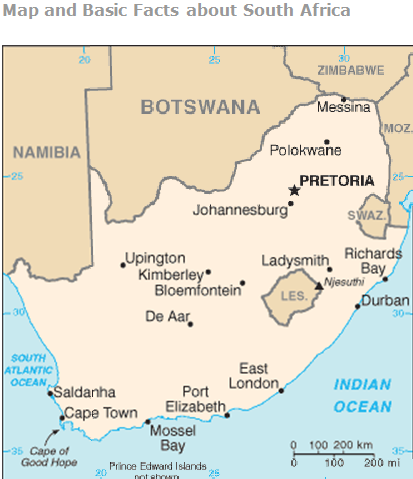 Map and Basic Facts about South Africa
20
25
30
ZIMBABWE
BOTSWANA
Messina
MOZ.
NAMIBIA
Polokwane
25
25
PRETORIA
Johannesburg
SWAZ.
Upington
Ladysmith
Richards
Bay
Kimberley
Njesuthi
Bloemfontein
LES.
Durban
30
30
De Aar
SOUTH
ATLANTIC
OCEAN
East
London
INDIAN
OCEAN
Saldanha
Port
Elizabeth
Cape Town
Mossel
Bay
Cape of
Good Hope
0 100 200 km
0 100 200 mi
35
35
20
25
Prince Edward Islands
not shown